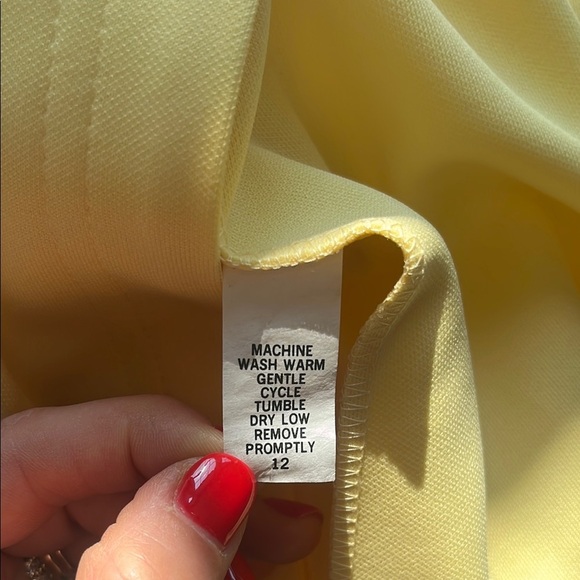 MACHINE
WASH WARM
GENTLE
CYCLE
TUMBLE
DRY LOW
REMOVE
PROMPTLY
12